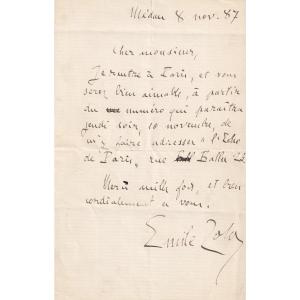 Médan 8 nov. 87
Cher monsieur,
Je rentre à Paris, et vous
serez bien aimable, à partir
du numéro qui paraîtra
jeudi soir, 10 novembre, de
m'y faire adresser "l'Écho
de Paris, rue Ballu
Merci mille fois, et bien
cordialement à vous.
Emile Zola